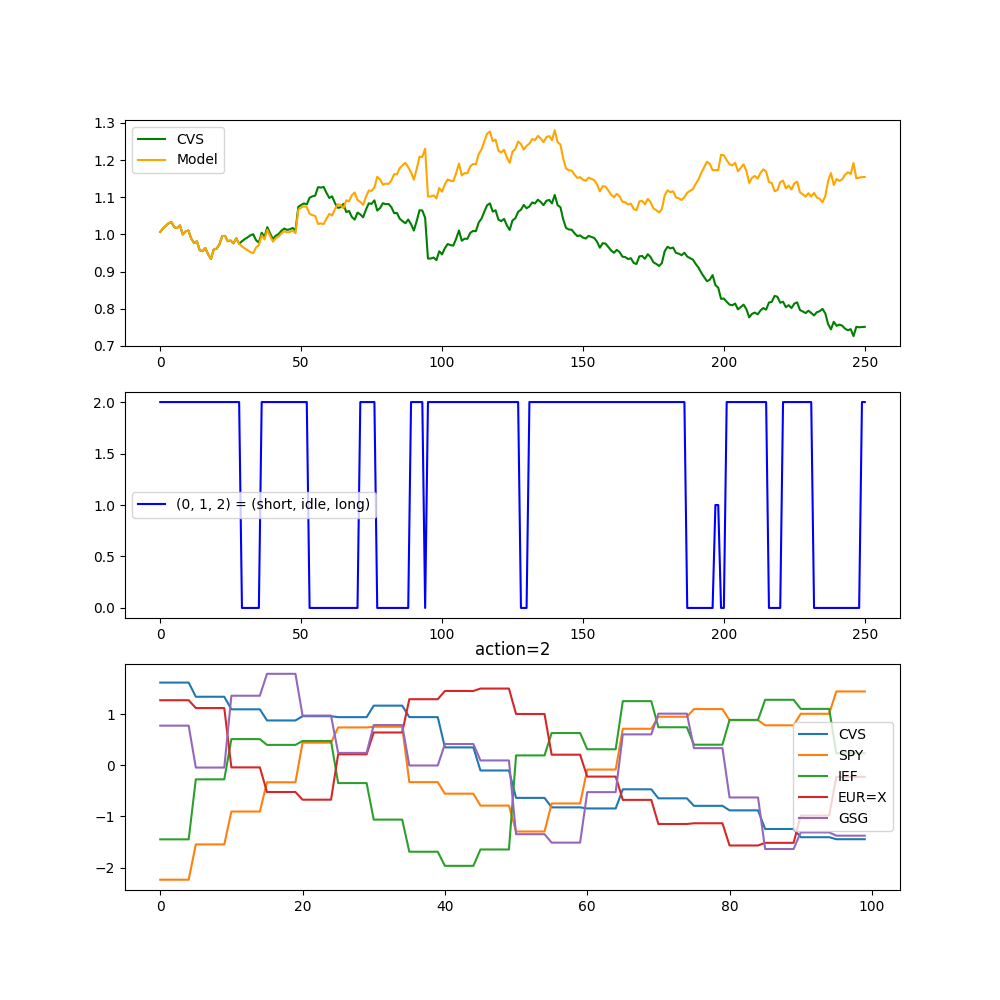 1.3
1.2
1.1
1.0
0.9
0.8
0.7
CVS
Model
0 50 100 150 200 250
2.0
1.5
1.0
0.5
0.0
(0, 1, 2) = (short, idle, long)
0 50 100 150 200 250
action=2
1
0
−1
−2
CVS
SPY
IEF
EUR=X
GSG
0 20 40 60 80 100